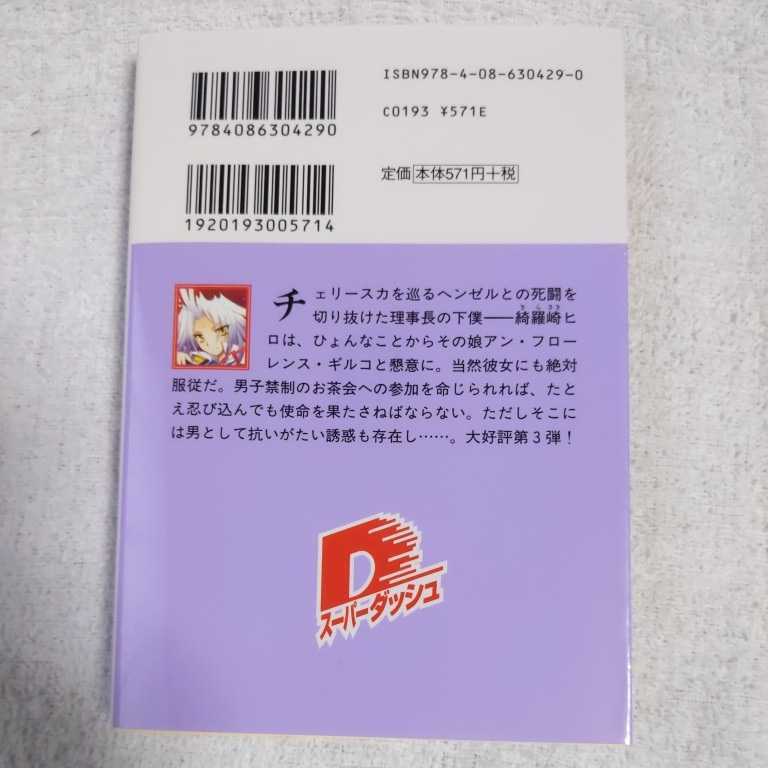 ISBN978-4-08-630429-0
9784086304290
C0193 ¥571E
定価 本体571円+税
1920193005714
チェリースカを巡るヘンゼルとの死闘を
切り抜けた理事長の下僕――綺羅崎ヒ
ロは、ひょんなことからその娘アン・フロー
レンス・ギルコと懇意に。当然彼女にも絶対
服従だ。男子禁制のお茶会への参加を命じられれば、たと
え忍び込んでも使命を果たさねばならない。ただしそこに
は男として抗いがたい誘惑も存在し……。大好評第3弾!
D
スーパーダッシュ